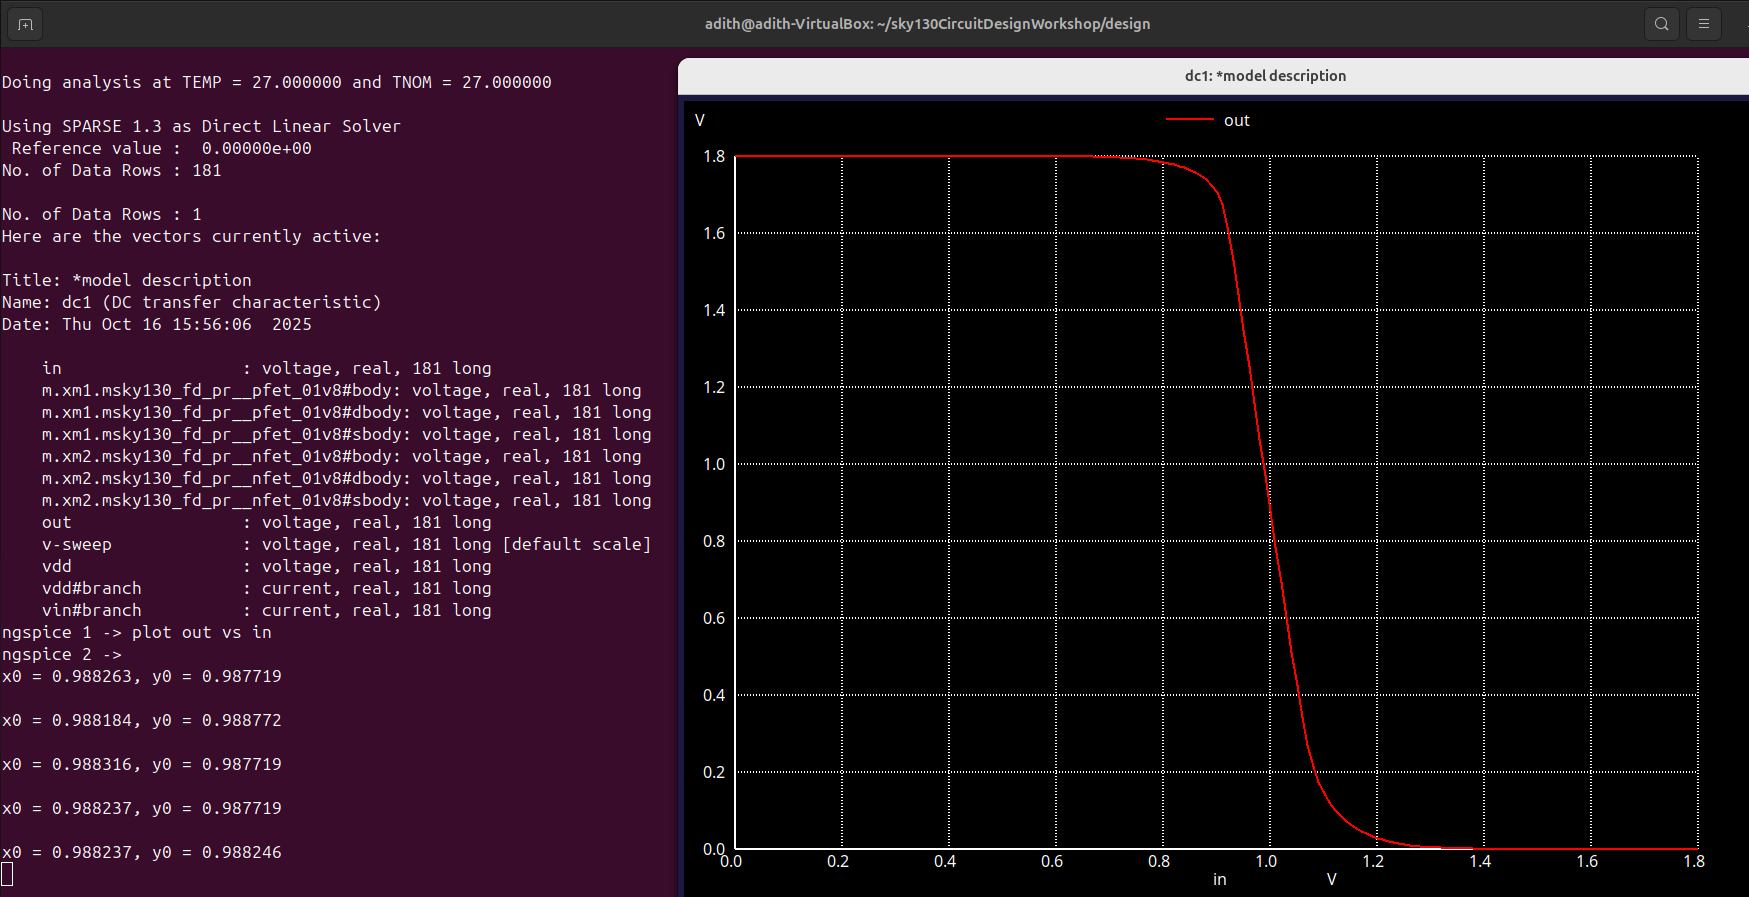 adith@adith-VirtualBox: ~/sky130CircuitDesignWorkshop/design
Doing analysis at TEMP = 27.000000 and TNOM = 27.000000
Using SPARSE 1.3 as Direct Linear Solver
Reference value :  0.00000e+00
No. of Data Rows : 181
No. of Data Rows : 1
Here are the vectors currently active:
Title: *model description
Name: dc1 (DC transfer characteristic)
Date: Thu Oct 16 15:56:06  2025
in                  : voltage, real, 181 long
m.xm1.msky130_fd_pr__pfet_01v8#body: voltage, real, 181 long
m.xm1.msky130_fd_pr__pfet_01v8#dbody: voltage, real, 181 long
m.xm1.msky130_fd_pr__pfet_01v8#sbody: voltage, real, 181 long
m.xm2.msky130_fd_pr__nfet_01v8#body: voltage, real, 181 long
m.xm2.msky130_fd_pr__nfet_01v8#dbody: voltage, real, 181 long
m.xm2.msky130_fd_pr__nfet_01v8#sbody: voltage, real, 181 long
out                 : voltage, real, 181 long
v-sweep             : voltage, real, 181 long [default scale]
vdd                 : voltage, real, 181 long
vdd#branch          : current, real, 181 long
vin#branch          : current, real, 181 long
ngspice 1 -> plot out vs in
ngspice 2 ->
x0 = 0.988263, y0 = 0.987719
x0 = 0.988184, y0 = 0.988772
x0 = 0.988316, y0 = 0.987719
x0 = 0.988237, y0 = 0.987719
x0 = 0.988237, y0 = 0.988246
dc1: *model description
V
out
1.8
1.6
1.4
1.2
1.0
0.8
0.6
0.4
0.2
0.0
0.0 0.2 0.4 0.6 0.8 1.0 1.2 1.4 1.6 1.8
in V